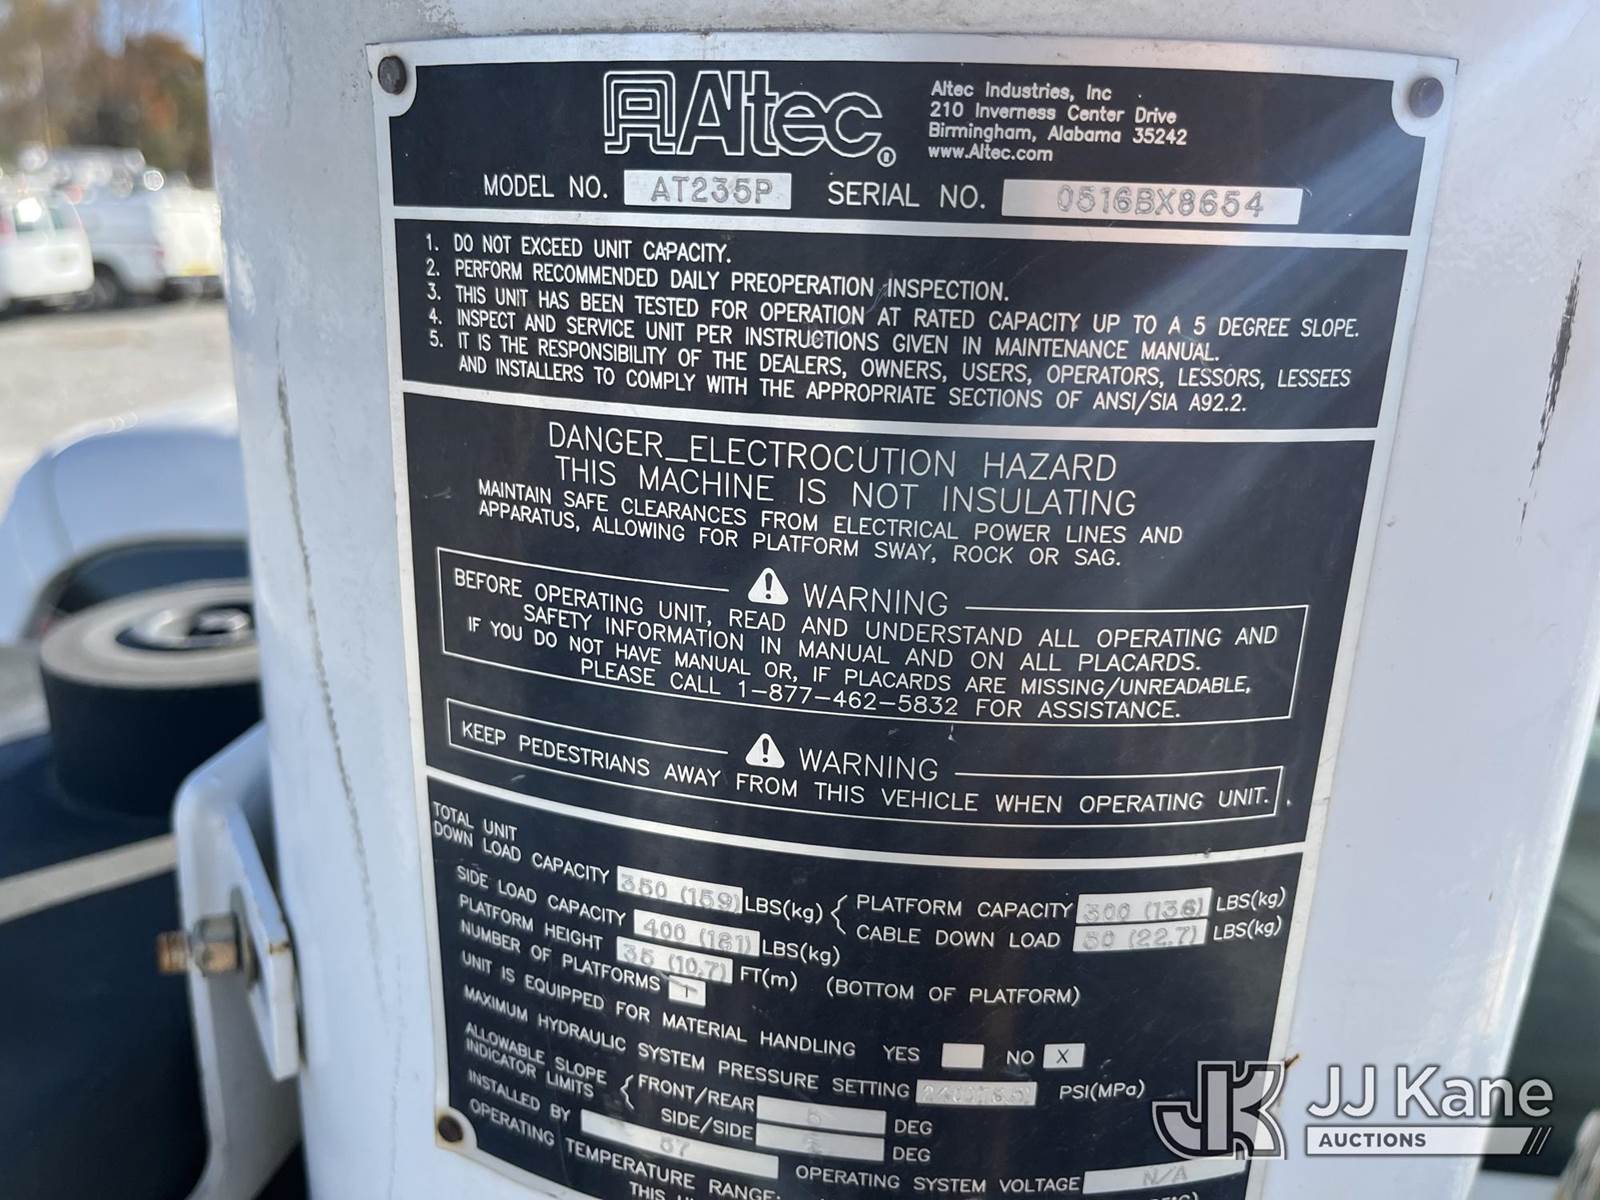 Altec®
Altec Industries, Inc
210 Inverness Center Drive
Birmingham, Alabama 35242
www.Altec.com
MODEL NO. AT235P SERIAL NO. 0516BX8654
1. DO NOT EXCEED UNIT CAPACITY.
2. PERFORM RECOMMENDED DAILY PREOPERATION INSPECTION.
3. THIS UNIT HAS BEEN TESTED FOR OPERATION AT RATED CAPACITY UP TO A 5 DEGREE SLOPE.
4. INSPECT AND SERVICE UNIT PER INSTRUCTIONS GIVEN IN MAINTENANCE MANUAL.
5. IT IS THE RESPONSIBILITY OF THE DEALERS, OWNERS, USERS, OPERATORS, LESSORS, LESSEES
AND INSTALLERS TO COMPLY WITH THE APPROPRIATE SECTIONS OF ANSI/SIA A92.2.
DANGER_ELECTROCUTION HAZARD
THIS MACHINE IS NOT INSULATING
MAINTAIN SAFE CLEARANCES FROM ELECTRICAL POWER LINES AND
APPARATUS, ALLOWING FOR PLATFORM SWAY, ROCK OR SAG.
WARNING
BEFORE OPERATING UNIT, READ AND UNDERSTAND ALL OPERATING AND
SAFETY INFORMATION IN MANUAL AND ON ALL PLACARDS.
IF YOU DO NOT HAVE MANUAL OR, IF PLACARDS ARE MISSING/UNREADABLE,
PLEASE CALL 1-877-462-5832 FOR ASSISTANCE.
WARNING
KEEP PEDESTRIANS AWAY FROM THIS VEHICLE WHEN OPERATING UNIT.
TOTAL UNIT
DOWN LOAD CAPACITY 350 (159) LBS(kg) { PLATFORM CAPACITY 300 (136) LBS(kg)
CABLE DOWN LOAD 50 (22.7) LBS(kg)
SIDE LOAD CAPACITY 400 (181) LBS(kg)
PLATFORM HEIGHT 35 (10.7) FT(m) (BOTTOM OF PLATFORM)
NUMBER OF PLATFORMS 1
UNIT IS EQUIPPED FOR MATERIAL HANDLING YES NO X
MAXIMUM HYDRAULIC SYSTEM PRESSURE SETTING PSI(MPa)
ALLOWABLE SLOPE
INDICATOR LIMITS { FRONT/REAR 5 DEG
SIDE/SIDE DEG
INSTALLED BY 57
OPERATING SYSTEM VOLTAGE N/A
OPERATING TEMPERATURE RANGE:
JK JJ Kane
AUCTIONS